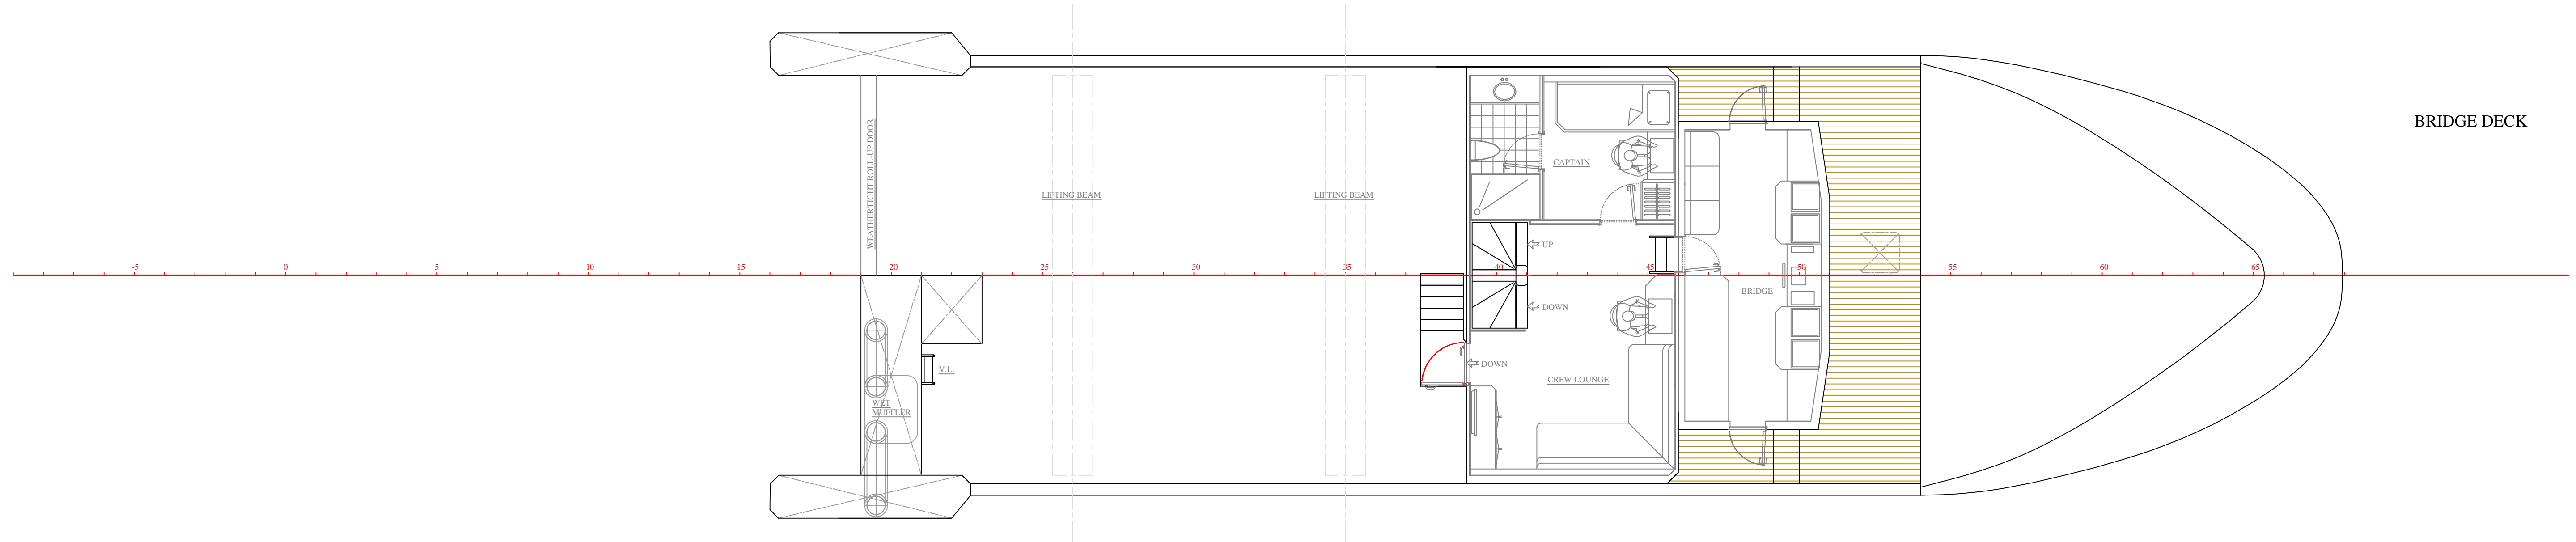 BRIDGE DECK
WEATHERTIGHT ROLL-UP DOOR
LIFTING BEAM
LIFTING BEAM
CAPTAIN
UP
-5
0
5
10
15
20
25
30
35
40
45
50
55
60
65
BRIDGE
DOWN
DOWN
V.L.
CREW LOUNGE
WET
MUFFLER